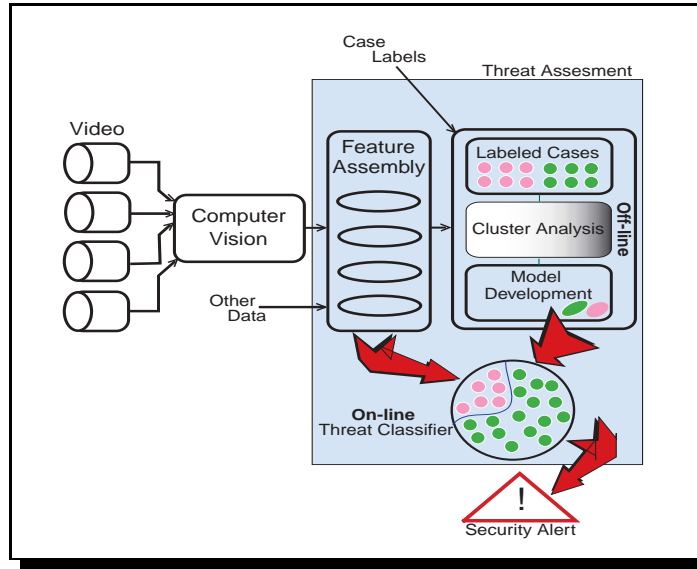 Case
Labels
Threat Assesment
Video
Feature
Assembly
Labeled Cases
Computer
Vision
Cluster Analysis
Off-line
Model
Development
Other
Data
On-line
Threat Classifier
!
Security Alert